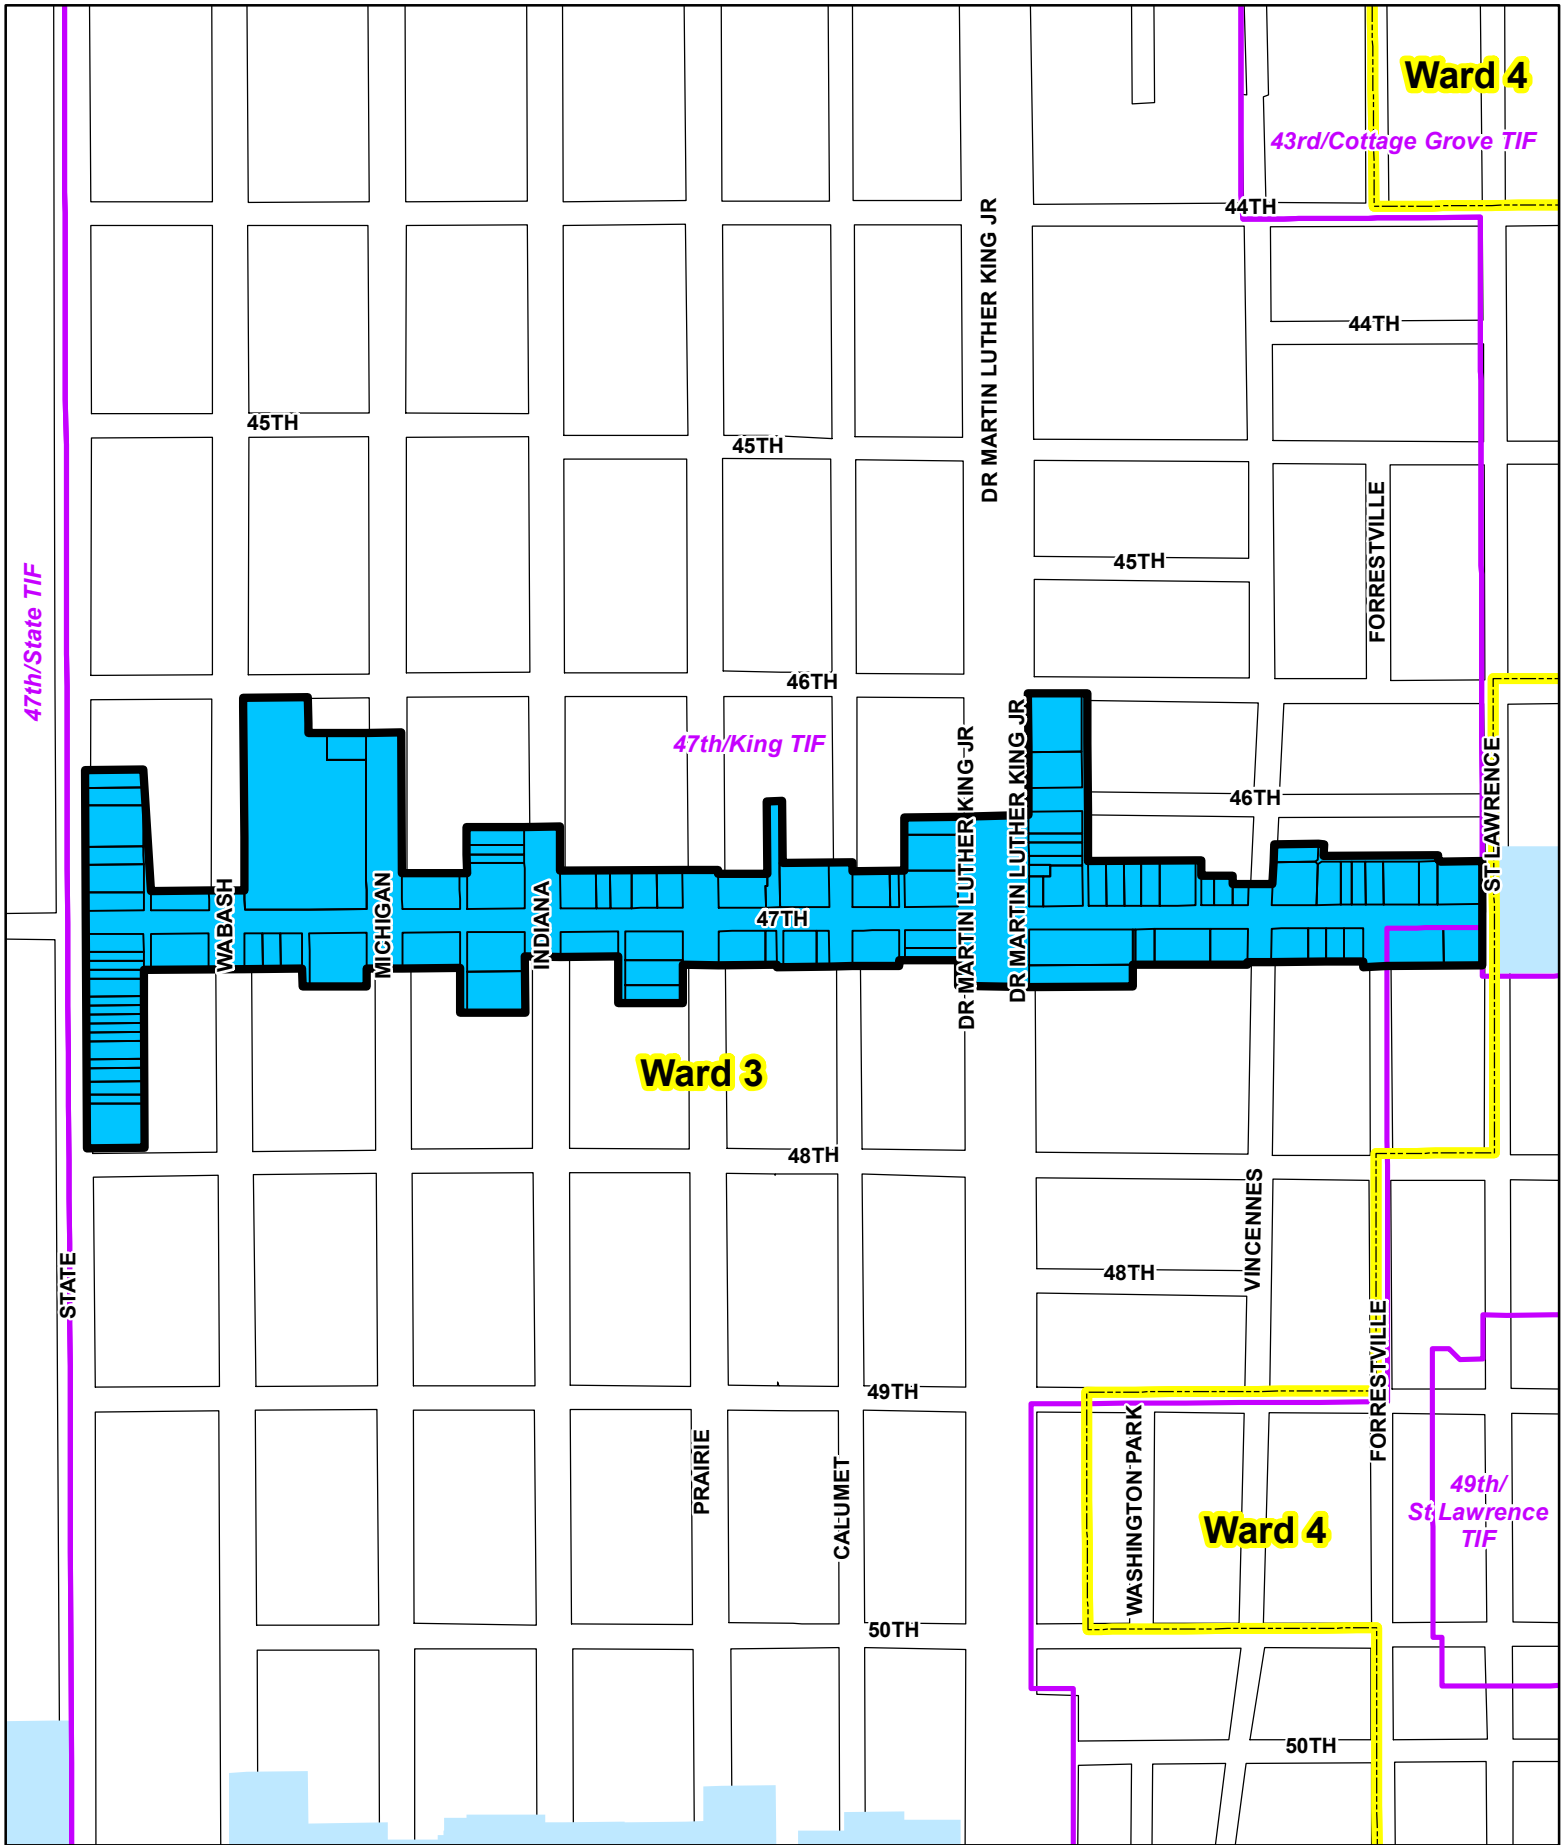 Ward 4
43rd/Cottage Grove TIF
44TH
DR MARTIN LUTHER KING JR
44TH
45TH
45TH
FORRESTVILLE
45TH
47th/State TIF
46TH
47th/King TIF
DR MARTIN LUTHER KING JR
DR MARTIN LUTHER KING JR
ST LAWRENCE
46TH
WABASH
MICHIGAN
INDIANA
47TH
Ward 3
48TH
VINCENNES
STATE
48TH
FORRESTVILLE
49TH
PRAIRIE
CALUMET
WASHINGTON PARK
49th/
St Lawrence
TIF
Ward 4
50TH
50TH